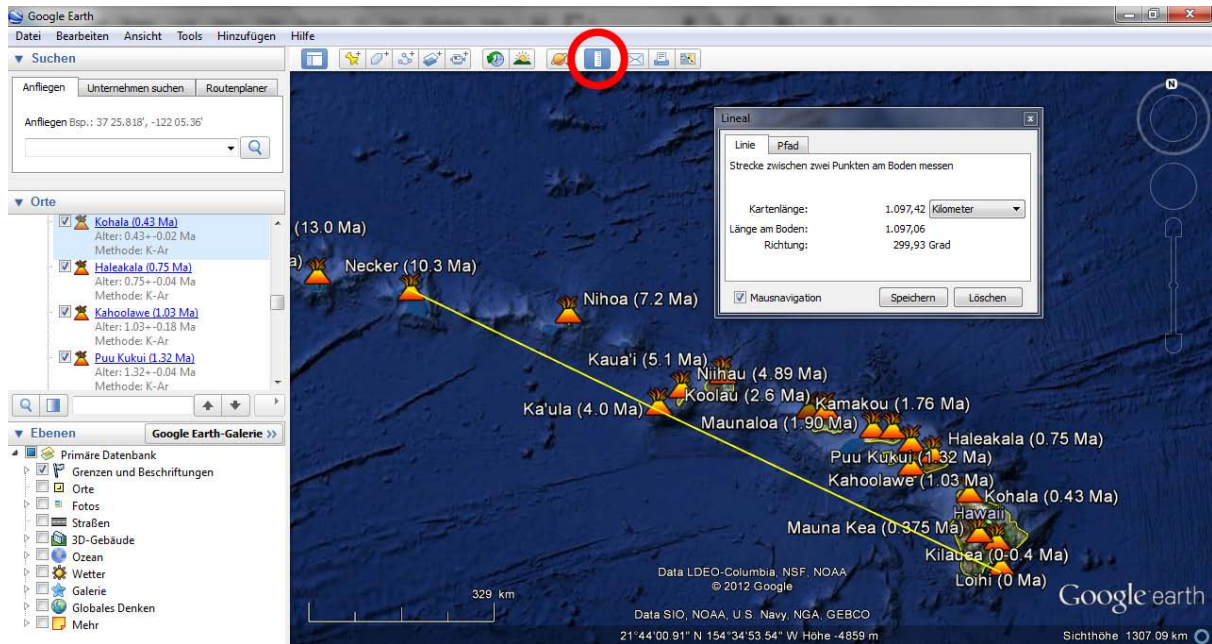 Google Earth
Datei Bearbeiten Ansicht Tools Hinzufügen Hilfe
Suchen
Anfliegen Unternehmen suchen Routenplaner
Anfliegen Bsp.: 37 25.818', -122 05.36'
Orte
Kohala (0.43 Ma)
Alter: 0.43+-0.02 Ma
Methode: K-Ar
Haleakala (0.75 Ma)
Alter: 0.75+-0.04 Ma
Methode: K-Ar
Kahoolawe (1.03 Ma)
Alter: 1.03+-0.18 Ma
Methode: K-Ar
Puu Kukui (1.32 Ma)
Alter: 1.32+-0.04 Ma
Methode: K-Ar
Ebenen Google Earth-Galerie »
Primäre Datenbank
Grenzen und Beschriftungen
Orte
Fotos
Straßen
3D-Gebäude
Ozean
Wetter
Galerie
Globales Denken
Mehr
N
Lineal
Linie Pfad
Strecke zwischen zwei Punkten am Boden messen
Kartenlänge: 1.097,42 Kilometer
Länge am Boden: 1.097,06
Richtung: 299,93 Grad
Mausnavigation Speichern Löschen
(13.0 Ma)
a) Necker (10.3 Ma)
Nihoa (7.2 Ma)
Kaua'i (5.1 Ma)
Niihau (4.89 Ma)
Koolau (2.6 Ma)
Kamakou (1.76 Ma)
Ka'ula (4.0 Ma)
Maunaloa (1.90 Ma)
Haleakala (0.75 Ma)
Puu Kukui (1.32 Ma)
Kahoolawe (1.03 Ma)
Kohala (0.43 Ma)
Hawaii
Mauna Kea (0.375 Ma)
Kilauea (0-0.4 Ma)
Loihi (0 Ma)
329 km
Data LDEO-Columbia, NSF, NOAA
© 2012 Google
Data SIO, NOAA, U.S. Navy, NGA, GEBCO
Google earth
21°44'00.91" N 154°34'53.54" W Höhe -4859 m
Sichthöhe 1307.09 km